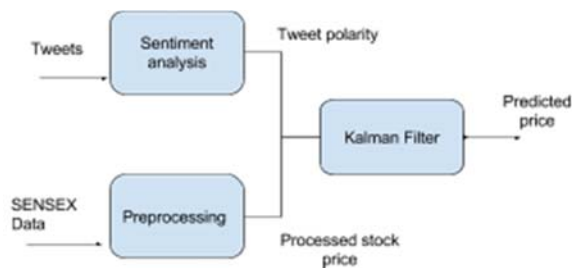 Tweets
Sentiment
analysis
Tweet polarity
Kalman Filter
Predicted
price
SENSEX
Data
Preprocessing
Processed stock
price